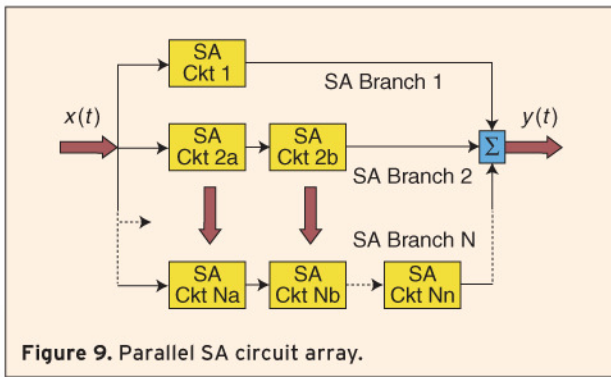 SA
Ckt 1
SA Branch 1
x(t)
y(t)
SA
Ckt 2a
SA
Ckt 2b
Σ
SA Branch 2
SA Branch N
SA
Ckt Na
SA
Ckt Nb
SA
Ckt Nn
Figure 9. Parallel SA circuit array.